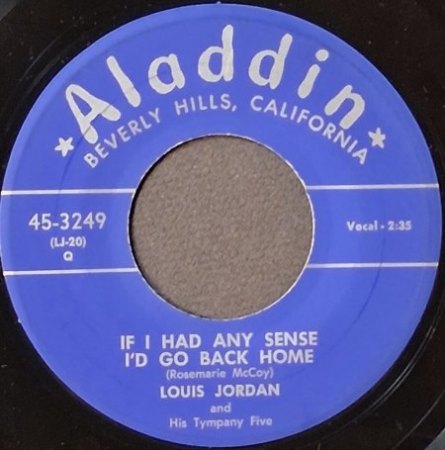 ★Aladdin★
BEVERLY HILLS, CALIFORNIA
45-3249
(LJ-20)
Q
Vocal - 2:35
IF I HAD ANY SENSE
I'D GO BACK HOME
(Rosemarie McCoy)
LOUIS JORDAN
and
His Tympany Five